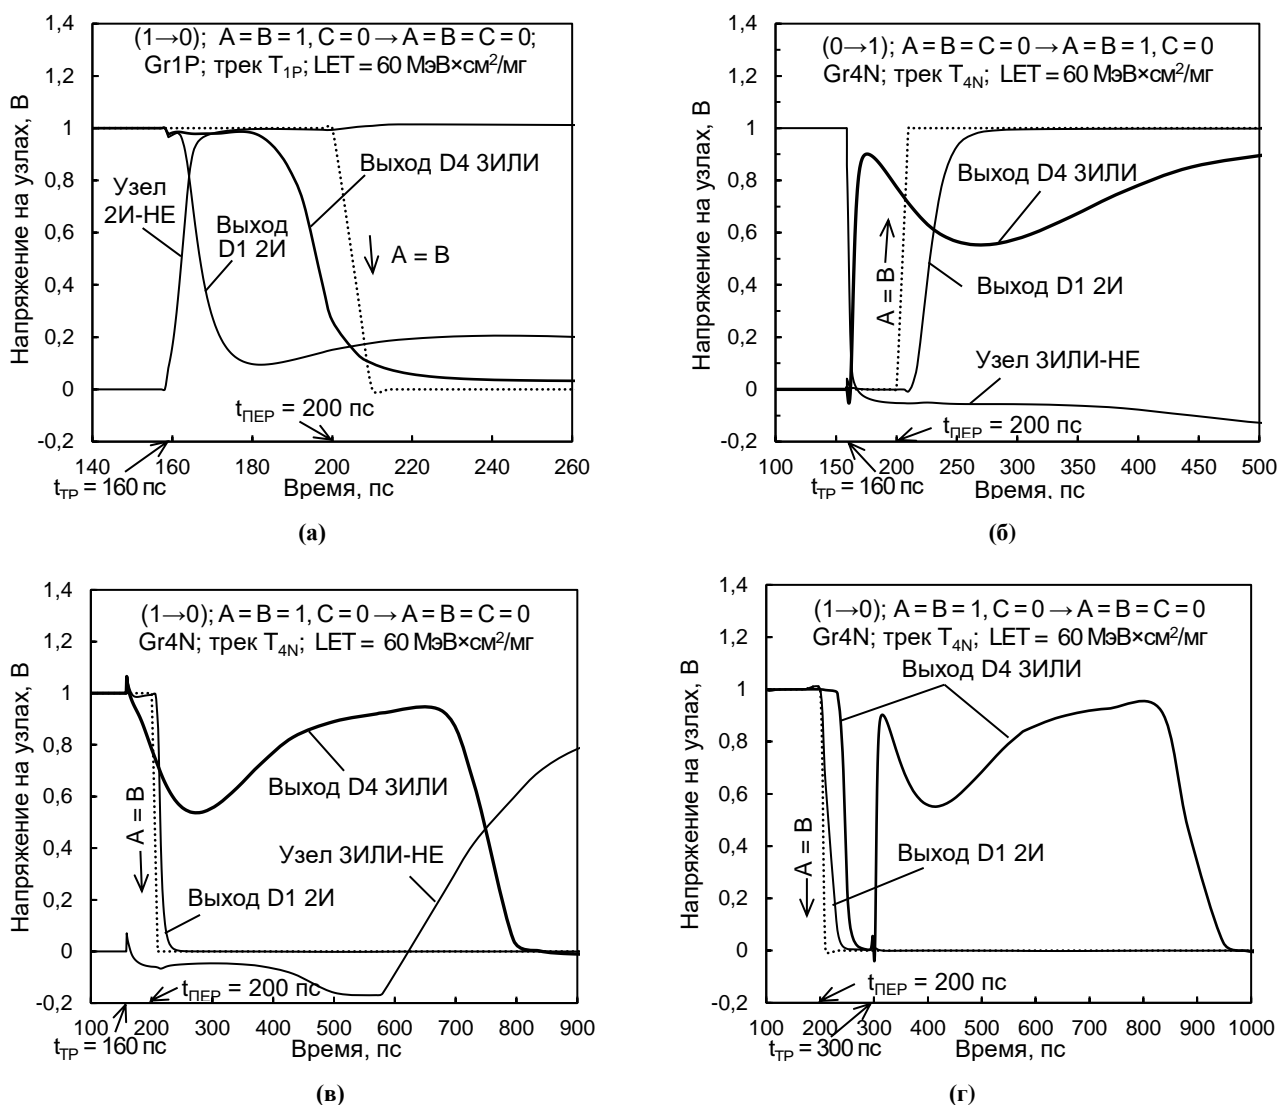 (1→0); A = B = 1, C = 0 → A = B = C = 0;
Gr1P; трек T1P; LET = 60 МэВ×см²/мг
Напряжение на узлах, В
1,4
1,2
1
0,8
0,6
0,4
0,2
0
-0,2
Выход D4 3ИЛИ
Узел
2И-НЕ
Выход
D1 2И
A = B
tПЕР = 200 пс
140 160 180 200 220 240 260
tТР = 160 пс
Время, пс
(а)
(0→1); A = B = C = 0 → A = B = 1, C = 0
Gr4N; трек T4N; LET = 60 МэВ×см²/мг
Напряжение на узлах, В
1,4
1,2
1
0,8
0,6
0,4
0,2
0
-0,2
Выход D4 3ИЛИ
A = B
Выход D1 2И
Узел 3ИЛИ-НЕ
tПЕР = 200 пс
100 150 200 250 300 350 400 450 500
tТР = 160 пс
Время, пс
(б)
(1→0); A = B = 1, C = 0 → A = B = C = 0
Gr4N; трек T4N; LET = 60 МэВ×см²/мг
Напряжение на узлах, В
1,4
1,2
1
0,8
0,6
0,4
0,2
0
-0,2
A = B
Выход D4 3ИЛИ
Узел 3ИЛИ-НЕ
Выход D1 2И
tПЕР = 200 пс
100 200 300 400 500 600 700 800 900
tТР = 160 пс
Время, пс
(в)
(1→0); A = B = 1, C = 0 → A = B = C = 0
Gr4N; трек T4N; LET = 60 МэВ×см²/мг
Напряжение на узлах, В
1,4
1,2
1
0,8
0,6
0,4
0,2
0
-0,2
Выход D4 3ИЛИ
A = B
Выход D1 2И
tПЕР = 200 пс
100 200 300 400 500 600 700 800 900 1000
tТР = 300 пс
Время, пс
(г)